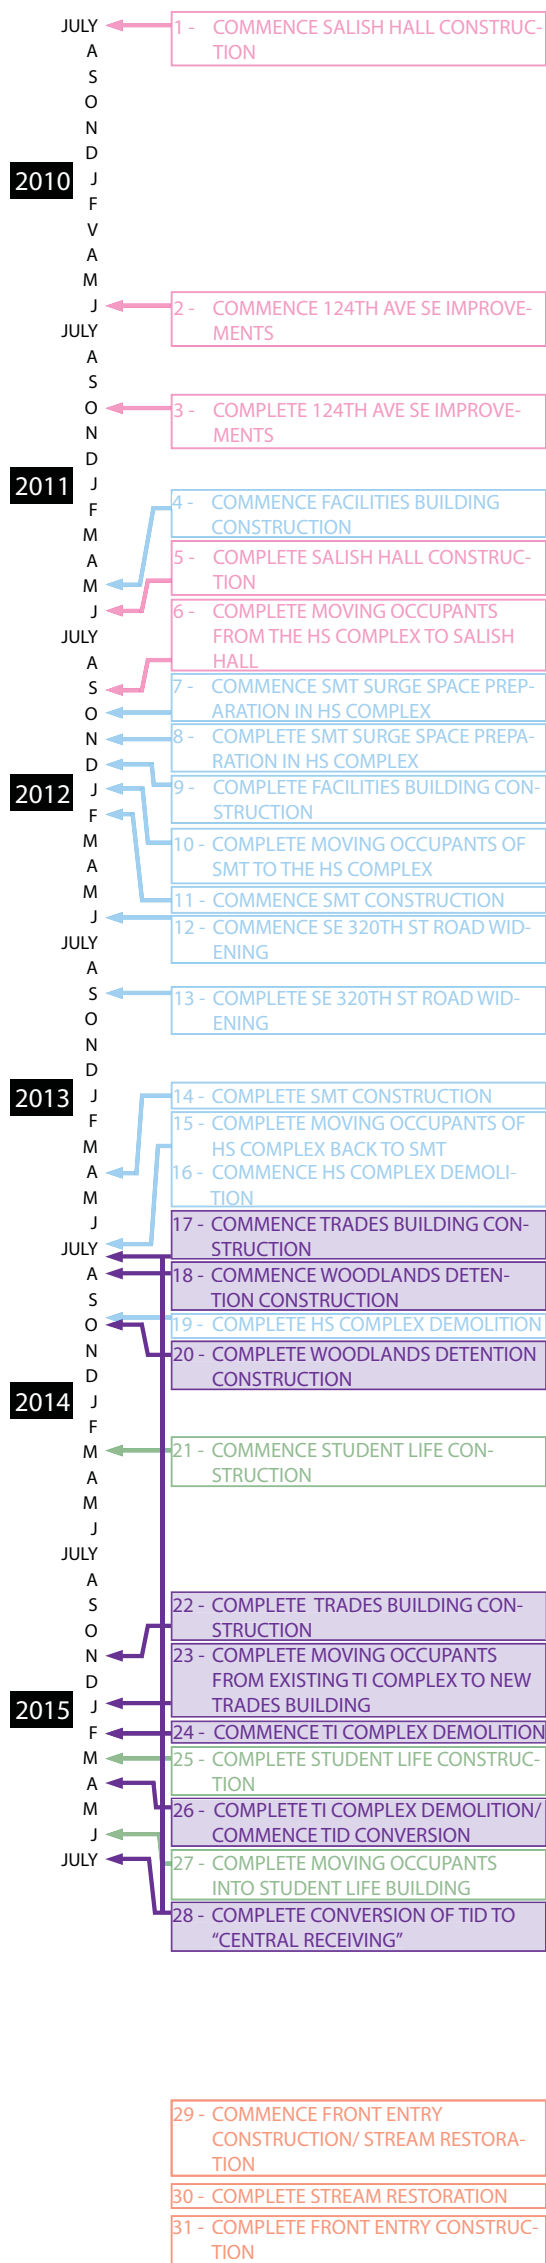 JULY
1 - COMMENCE SALISH HALL CONSTRUC-
TION
A
S
O
N
D
2010 J
F
V
A
M
J
2 - COMMENCE 124TH AVE SE IMPROVE-
MENTS
JULY
A
S
O
3 - COMPLETE 124TH AVE SE IMPROVE-
MENTS
N
D
2011 J
F
4 - COMMENCE FACILITIES BUILDING
CONSTRUCTION
M
A
5 - COMPLETE SALISH HALL CONSTRUC-
TION
M
J
6 - COMPLETE MOVING OCCUPANTS
FROM THE HS COMPLEX TO SALISH
HALL
JULY
A
S
7 - COMMENCE SMT SURGE SPACE PREP-
ARATION IN HS COMPLEX
O
N
8 - COMPLETE SMT SURGE SPACE PREPA-
RATION IN HS COMPLEX
D
9 - COMPLETE FACILITIES BUILDING CON-
STRUCTION
2012 J
F
M
10 - COMPLETE MOVING OCCUPANTS OF
SMT TO THE HS COMPLEX
A
M
11 - COMMENCE SMT CONSTRUCTION
J
12 - COMMENCE SE 320TH ST ROAD WID-
ENING
JULY
A
S
13 - COMPLETE SE 320TH ST ROAD WID-
ENING
O
N
D
2013 J
14 - COMPLETE SMT CONSTRUCTION
F
15 - COMPLETE MOVING OCCUPANTS OF
HS COMPLEX BACK TO SMT
M
A
16 - COMMENCE HS COMPLEX DEMOLI-
TION
M
J
17 - COMMENCE TRADES BUILDING CON-
STRUCTION
JULY
A
18 - COMMENCE WOODLANDS DETEN-
TION CONSTRUCTION
S
O
19 - COMPLETE HS COMPLEX DEMOLITION
N
20 - COMPLETE WOODLANDS DETENTION
CONSTRUCTION
D
2014 J
F
M
21 - COMMENCE STUDENT LIFE CON-
STRUCTION
A
M
J
JULY
A
S
22 - COMPLETE TRADES BUILDING CON-
STRUCTION
O
N
23 - COMPLETE MOVING OCCUPANTS
FROM EXISTING TI COMPLEX TO NEW
TRADES BUILDING
D
2015 J
F
24 - COMMENCE TI COMPLEX DEMOLITION
M
25 - COMPLETE STUDENT LIFE CONSTRUC-
TION
A
M
26 - COMPLETE TI COMPLEX DEMOLITION/
COMMENCE TID CONVERSION
J
JULY
27 - COMPLETE MOVING OCCUPANTS
INTO STUDENT LIFE BUILDING
28 - COMPLETE CONVERSION OF TID TO
“CENTRAL RECEIVING”
29 - COMMENCE FRONT ENTRY
CONSTRUCTION/ STREAM RESTORA-
TION
30 - COMPLETE STREAM RESTORATION
31 - COMPLETE FRONT ENTRY CONSTRUC-
TION